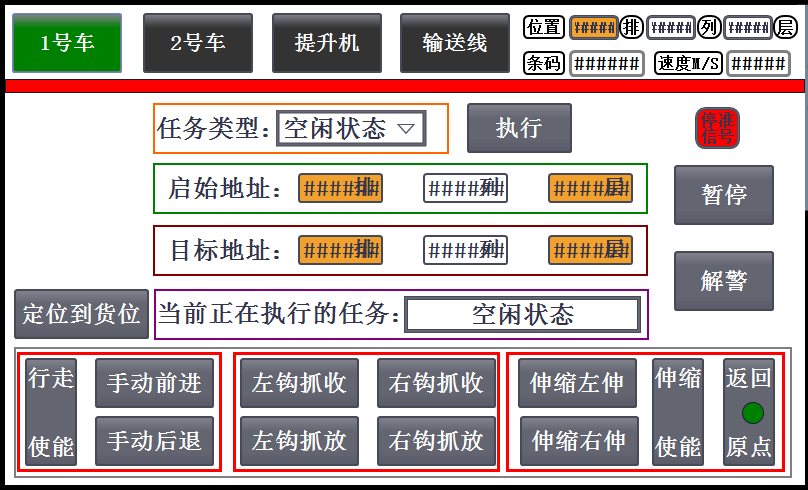 1号车 2号车 提升机 输送线 位置 ##### 排 ##### 列 ##### 层
条码 ###### 速度M/S #####
任务类型： 空闲状态 执行 停准
信号
启始地址： ######排 ######列 ######层 暂停
目标地址： ######排 ######列 ######层 解警
定位到货位 当前正在执行的任务： 空闲状态
行走 手动前进 左钩抓收 右钩抓收 伸缩左伸 伸缩 返回
使能 手动后退 左钩抓放 右钩抓放 伸缩右伸 使能 原点